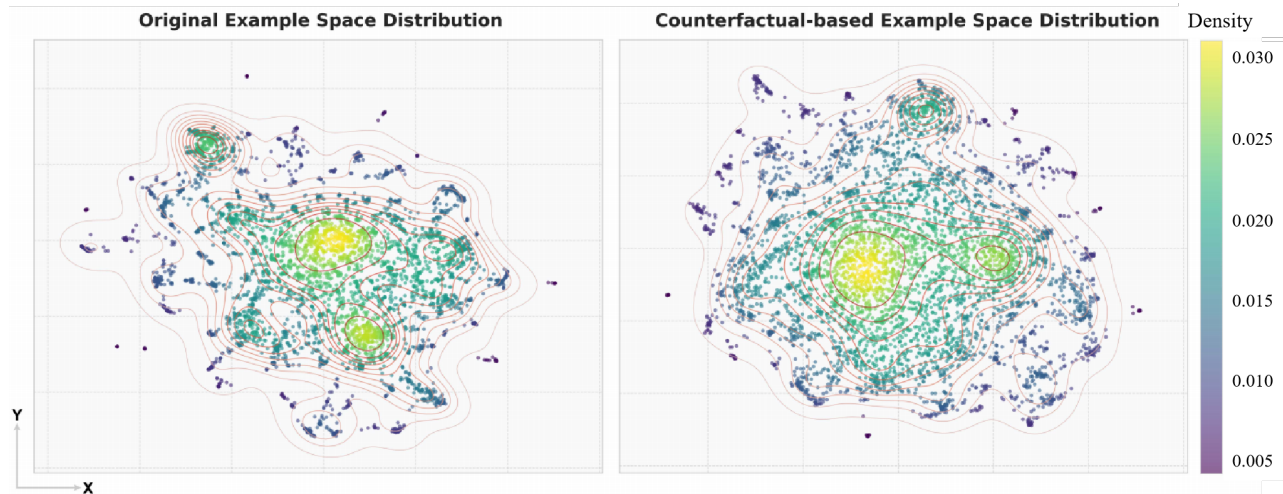 Original Example Space Distribution
Counterfactual-based Example Space Distribution
Density
0.030
0.025
0.020
0.015
0.010
0.005
Y
X